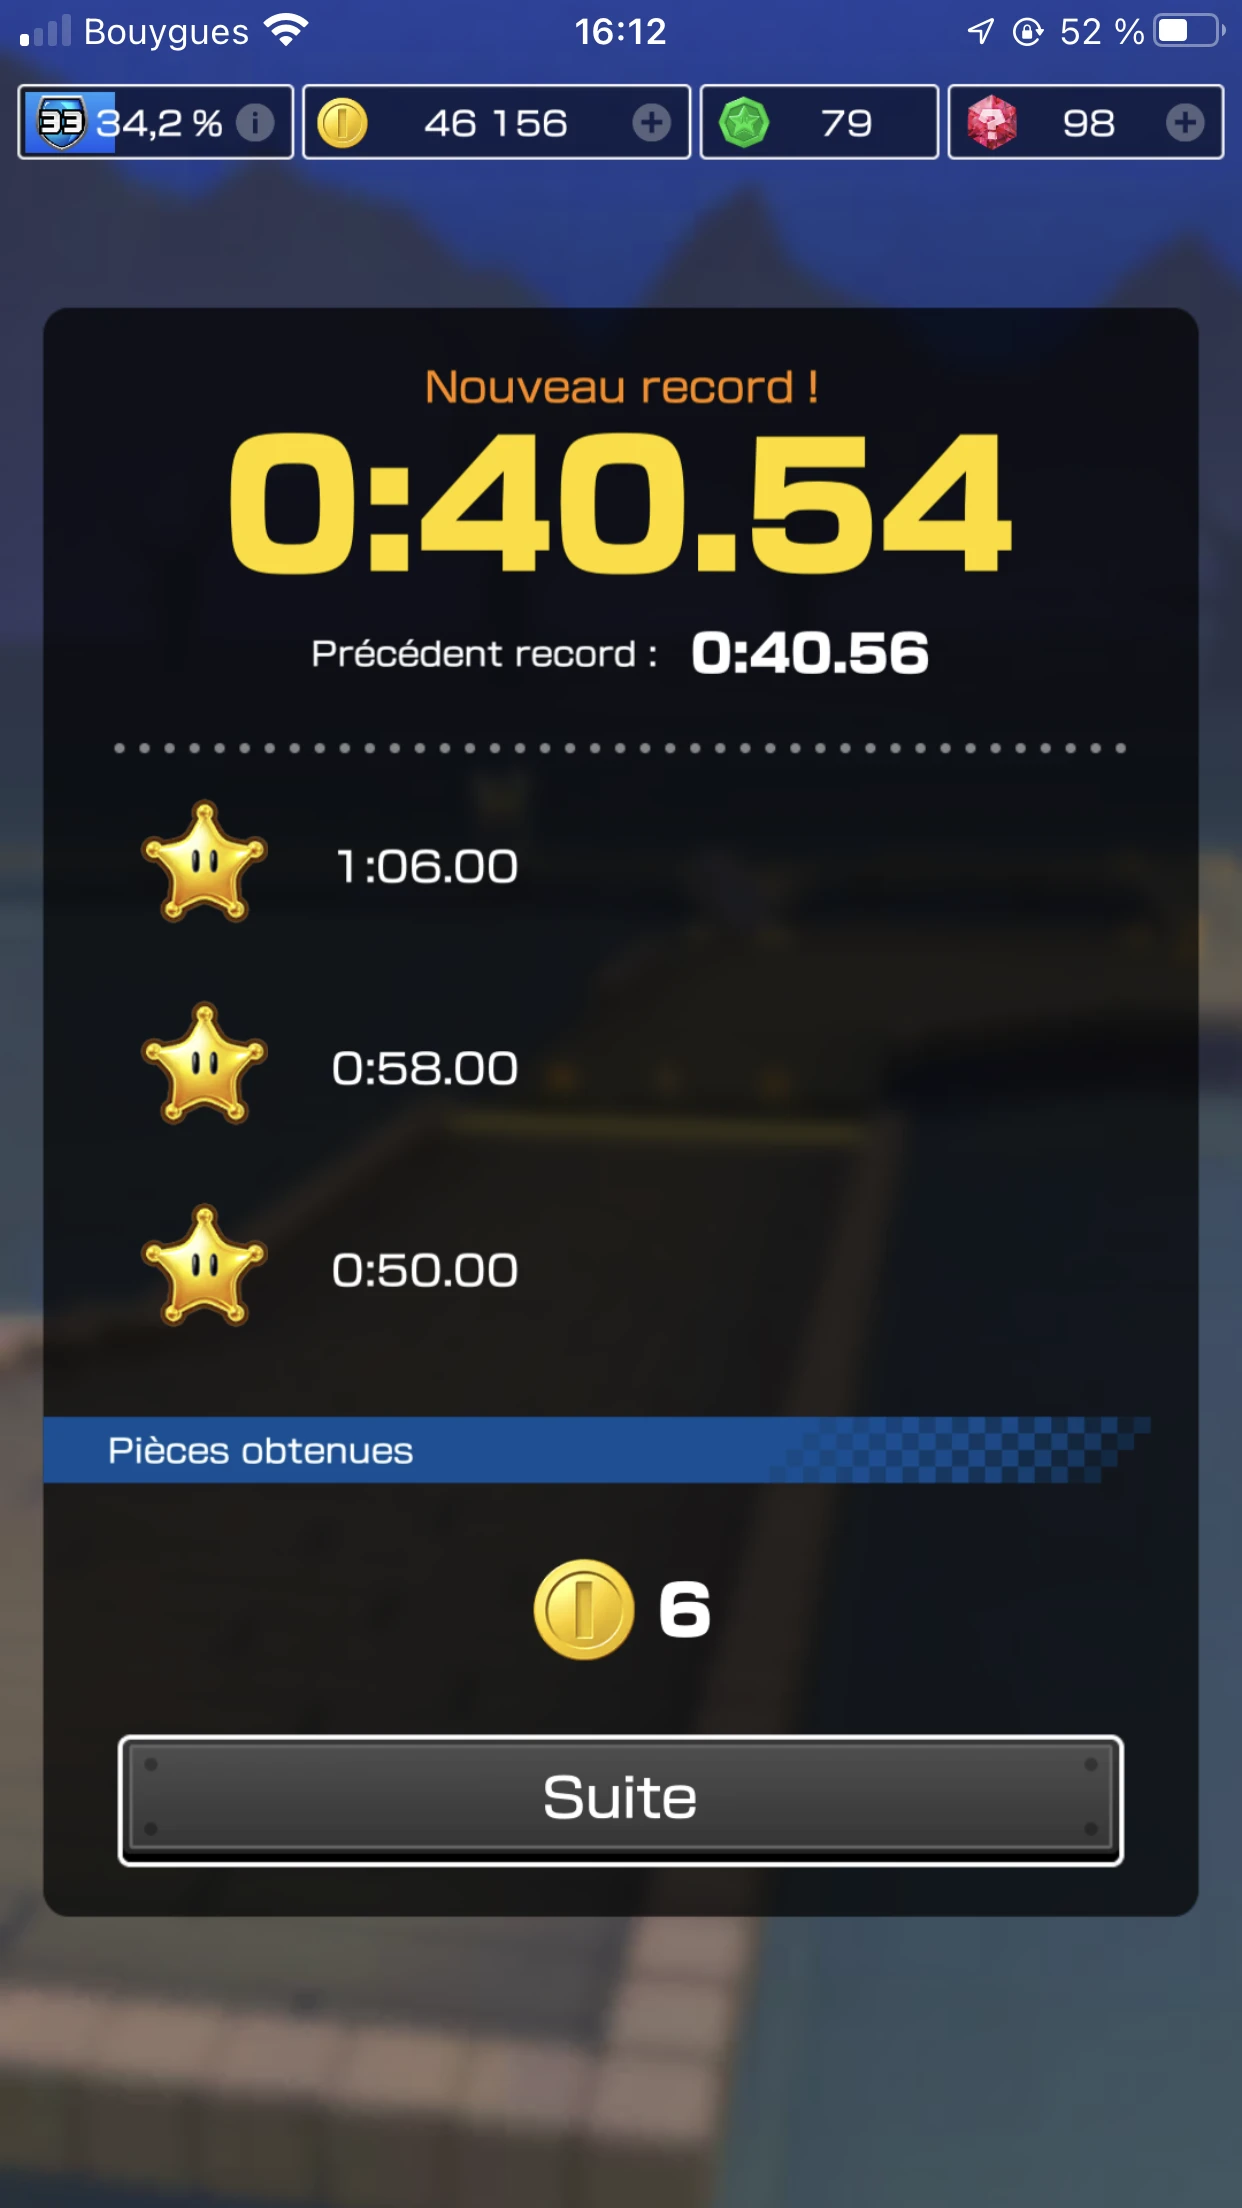 Bouygues 16:12 52 %
33 34,2 % i 46 156 + 79 ? 98 +
Nouveau record !
0:40.54
Précédent record : 0:40.56
1:06.00
0:58.00
0:50.00
Pièces obtenues
6
Suite